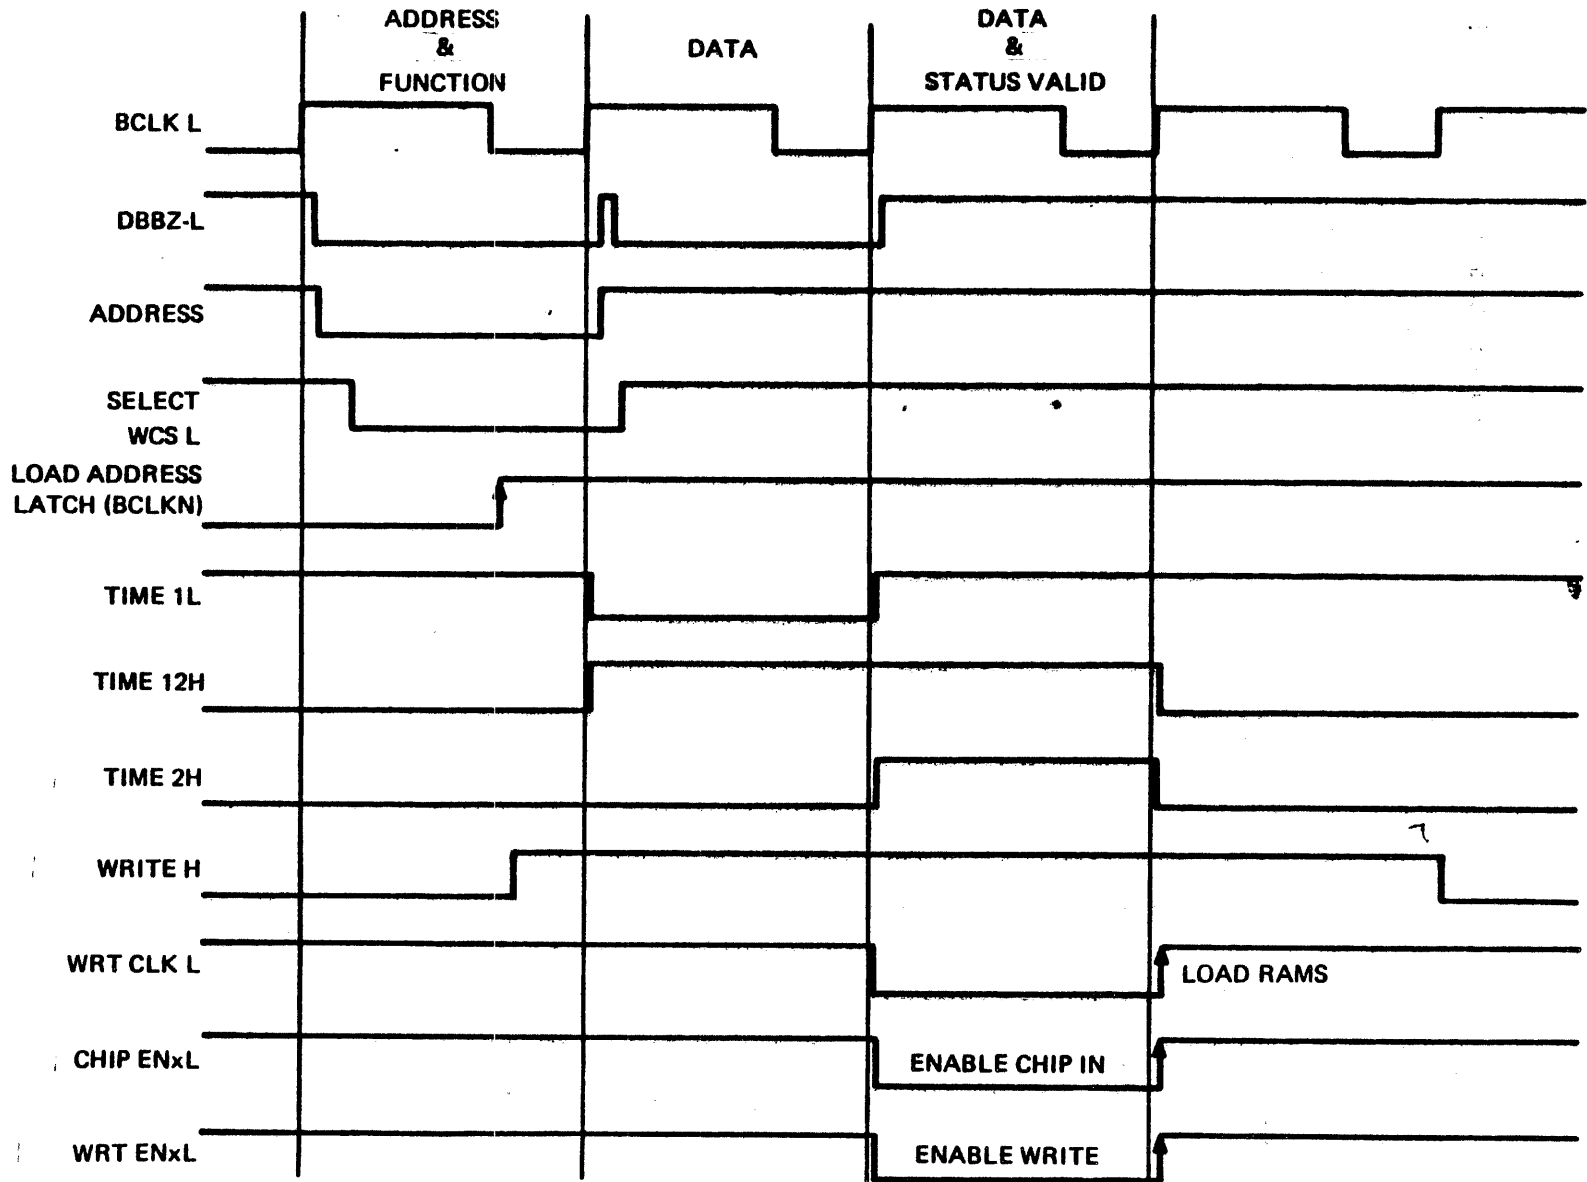 ADDRESS
&
FUNCTION
DATA
DATA
&
STATUS VALID
BCLK L
DBBZ-L
ADDRESS
SELECT
WCS L
LOAD ADDRESS
LATCH (BCLKN)
TIME 1L
TIME 12H
TIME 2H
WRITE H
WRT CLK L
LOAD RAMS
CHIP ENxL
ENABLE CHIP IN
WRT ENxL
ENABLE WRITE